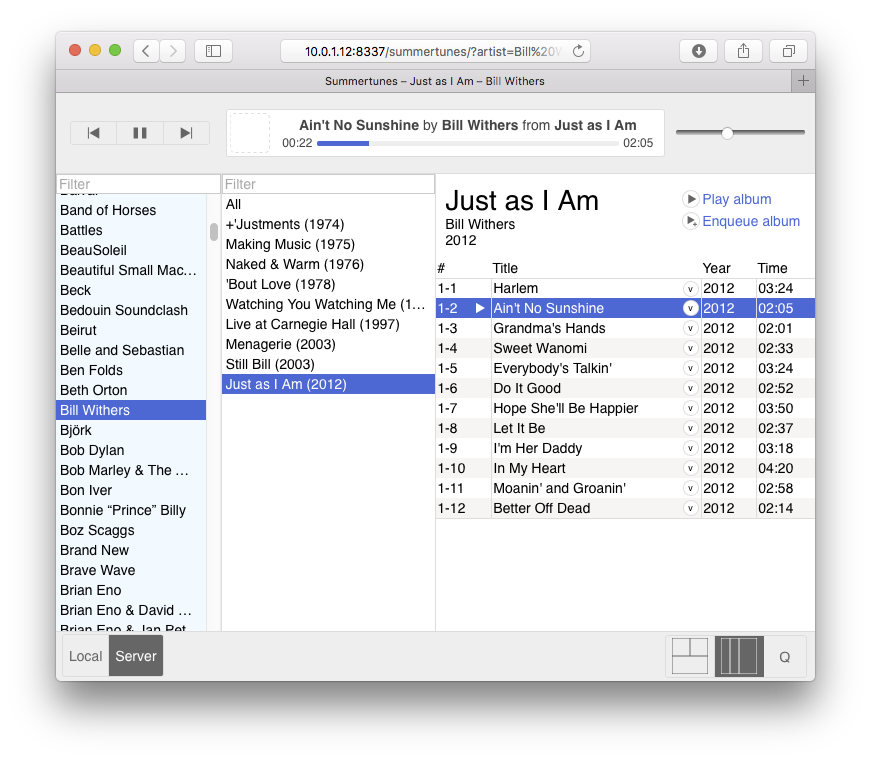 10.0.1.12:8337/summertunes/?artist=Bill%20W
Summertunes – Just as I Am – Bill Withers
Ain't No Sunshine by Bill Withers from Just as I Am
00:22 02:05
Filter
Band of Horses
Battles
BeauSoleil
Beautiful Small Mac…
Beck
Bedouin Soundclash
Beirut
Belle and Sebastian
Ben Folds
Beth Orton
Bill Withers
Björk
Bob Dylan
Bob Marley & The …
Bon Iver
Bonnie “Prince” Billy
Boz Scaggs
Brand New
Brave Wave
Brian Eno
Brian Eno & David …
Brian Eno & Jan Pet
Filter
All
+'Justments (1974)
Making Music (1975)
Naked & Warm (1976)
'Bout Love (1978)
Watching You Watching Me (1…
Live at Carnegie Hall (1997)
Menagerie (2003)
Still Bill (2003)
Just as I Am (2012)
Just as I Am
Bill Withers
2012
Play album
Enqueue album
# Title Year Time
1-1 Harlem v 2012 03:24
1-2 Ain't No Sunshine v 2012 02:05
1-3 Grandma's Hands v 2012 02:01
1-4 Sweet Wanomi v 2012 02:33
1-5 Everybody's Talkin' v 2012 03:24
1-6 Do It Good v 2012 02:52
1-7 Hope She'll Be Happier v 2012 03:50
1-8 Let It Be v 2012 02:37
1-9 I'm Her Daddy v 2012 03:18
1-10 In My Heart v 2012 04:20
1-11 Moanin' and Groanin' v 2012 02:58
1-12 Better Off Dead v 2012 02:14
Local Server
Q